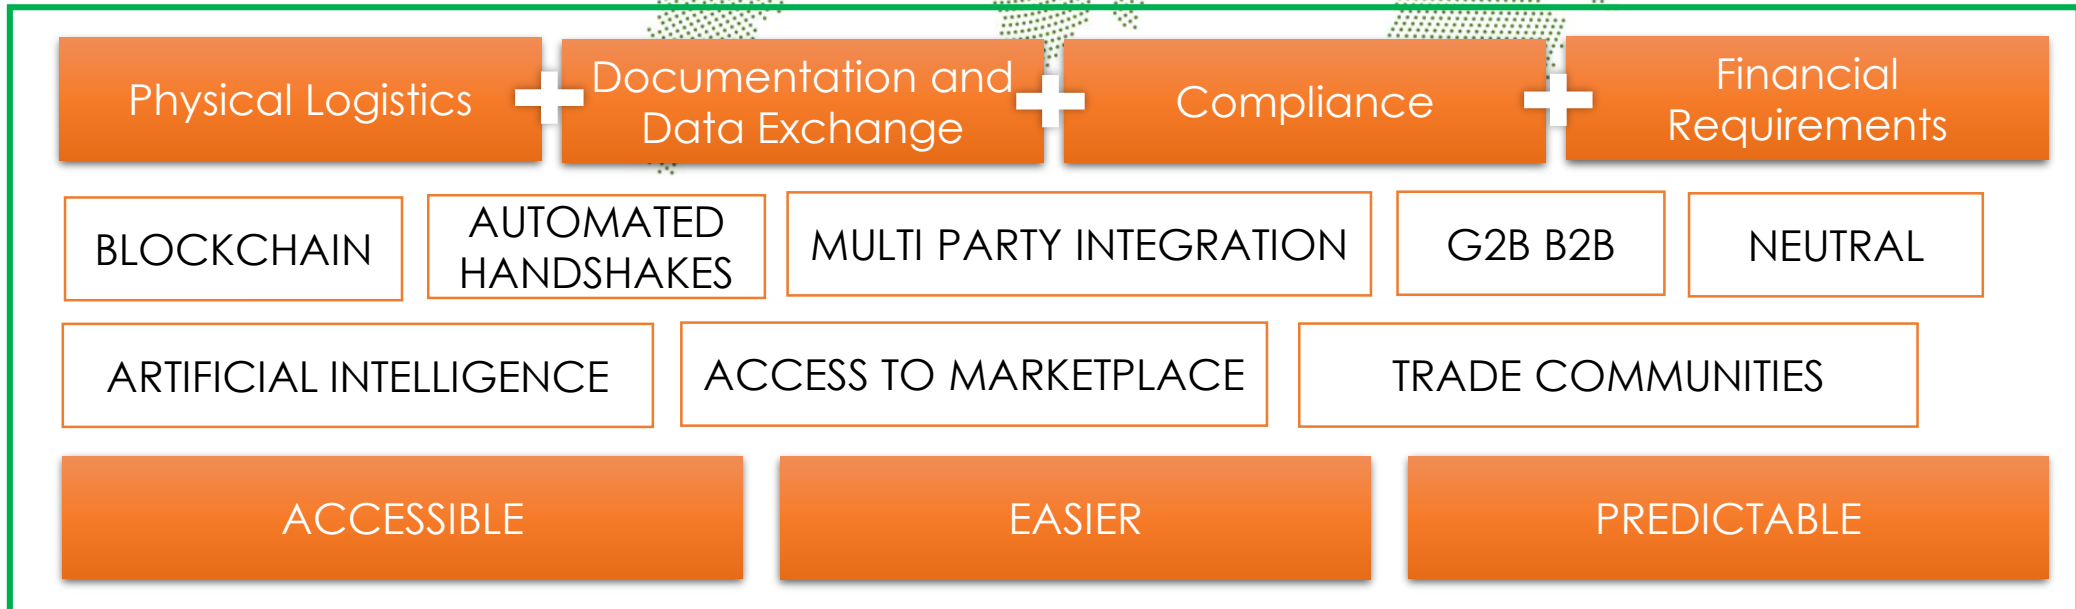 Physical Logistics
Documentation and
Data Exchange
Compliance
Financial
Requirements
BLOCKCHAIN
AUTOMATED
HANDSHAKES
MULTI PARTY INTEGRATION
G2B B2B
NEUTRAL
ARTIFICIAL INTELLIGENCE
ACCESS TO MARKETPLACE
TRADE COMMUNITIES
ACCESSIBLE
EASIER
PREDICTABLE